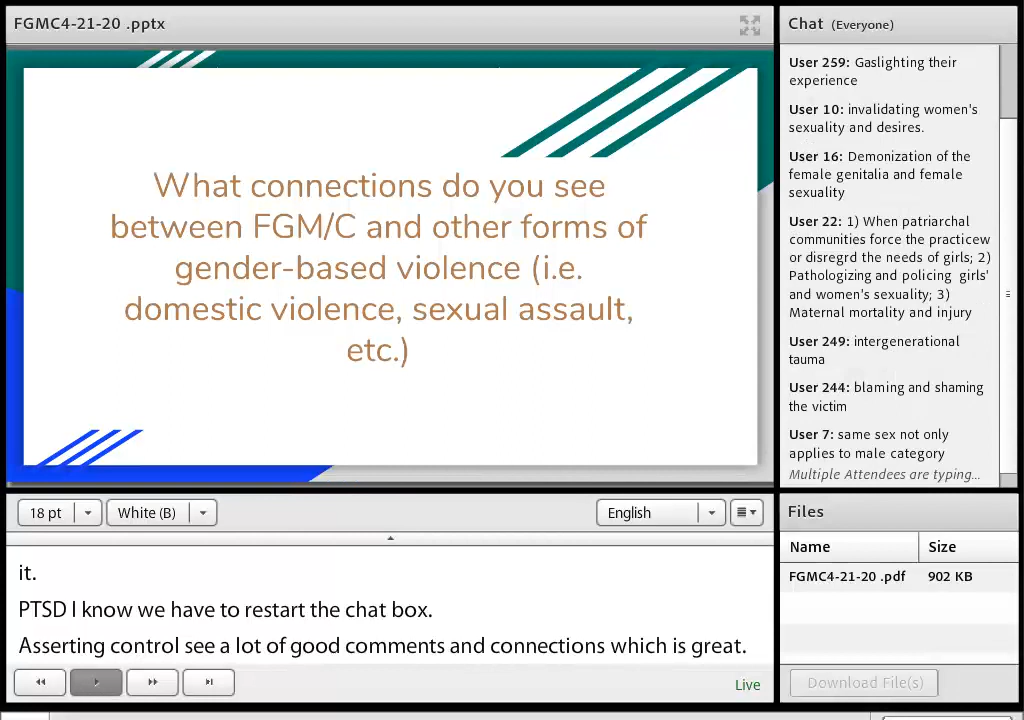 FGMC4-21-20 .pptx
What connections do you see
between FGM/C and other forms of
gender-based violence (i.e.
domestic violence, sexual assault,
etc.)
18 pt
White (B)
English
it.
PTSD I know we have to restart the chat box.
Asserting control see a lot of good comments and connections which is great.
Live
Chat (Everyone)
User 259: Gaslighting their
experience
User 10: invalidating women's
sexuality and desires.
User 16: Demonization of the
female genitalia and female
sexuality
User 22: 1) When patriarchal
communities force the practicew
or disregrd the needs of girls; 2)
Pathologizing and policing girls'
and women's sexuality; 3)
Maternal mortality and injury
User 249: intergenerational
tauma
User 244: blaming and shaming
the victim
User 7: same sex not only
applies to male category
Multiple Attendees are typing...
Files
Name Size
FGMC4-21-20 .pdf 902 KB
Download File(s)